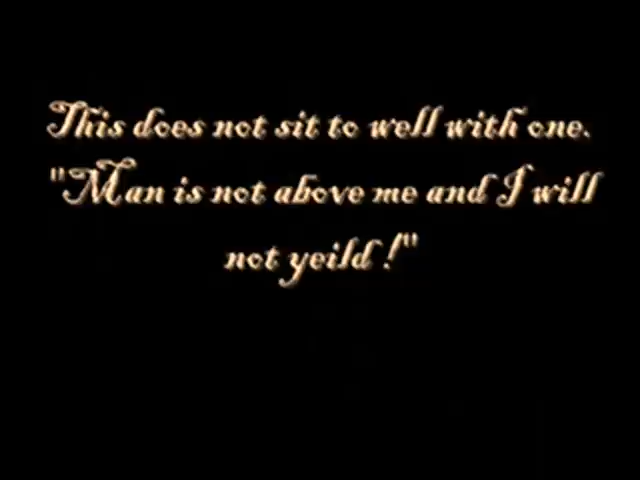 This does not sit to well with one.
"Man is not above me and I will
not yeild!"